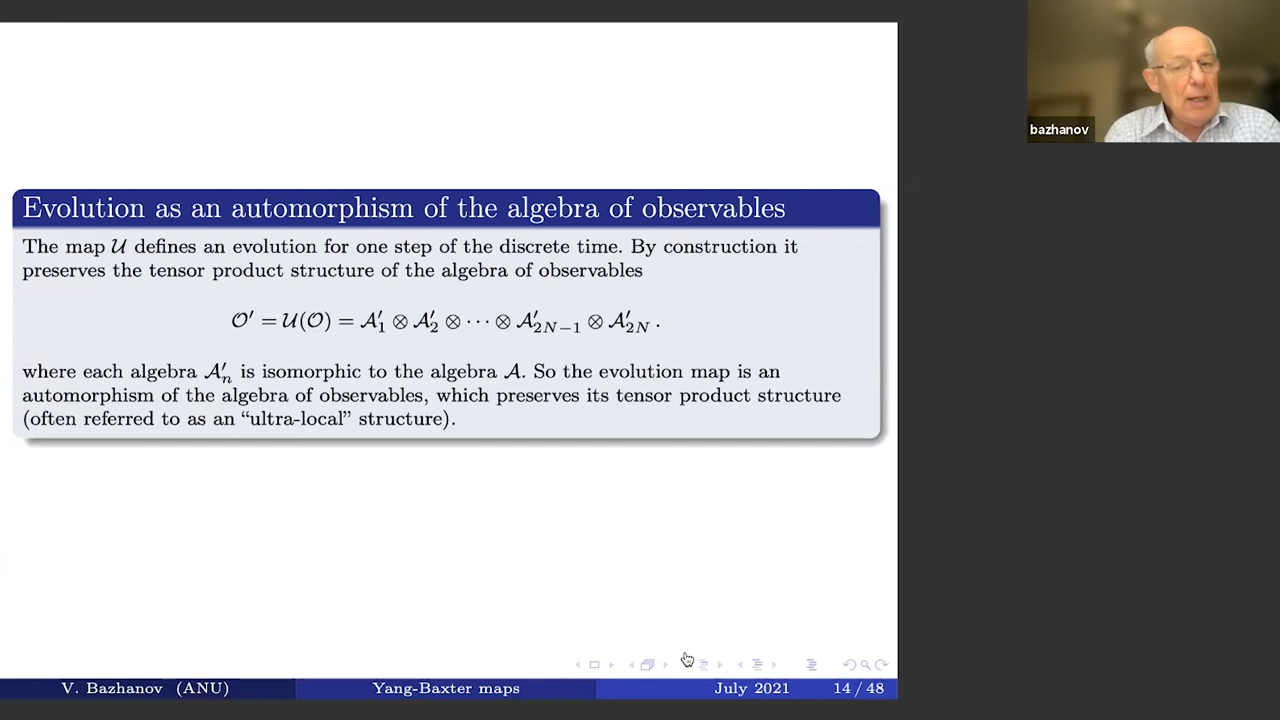 bazhanov
Evolution as an automorphism of the algebra of observables
The map 𝒰 defines an evolution for one step of the discrete time. By construction it
preserves the tensor product structure of the algebra of observables
𝒪′ = 𝒰(𝒪) = 𝒜′₁ ⊗ 𝒜′₂ ⊗ ⋯ ⊗ 𝒜′_{2N−1} ⊗ 𝒜′_{2N} .
where each algebra 𝒜′ₙ is isomorphic to the algebra 𝒜. So the evolution map is an
automorphism of the algebra of observables, which preserves its tensor product structure
(often referred to as an “ultra-local” structure).
V. Bazhanov (ANU) Yang-Baxter maps July 2021 14 / 48